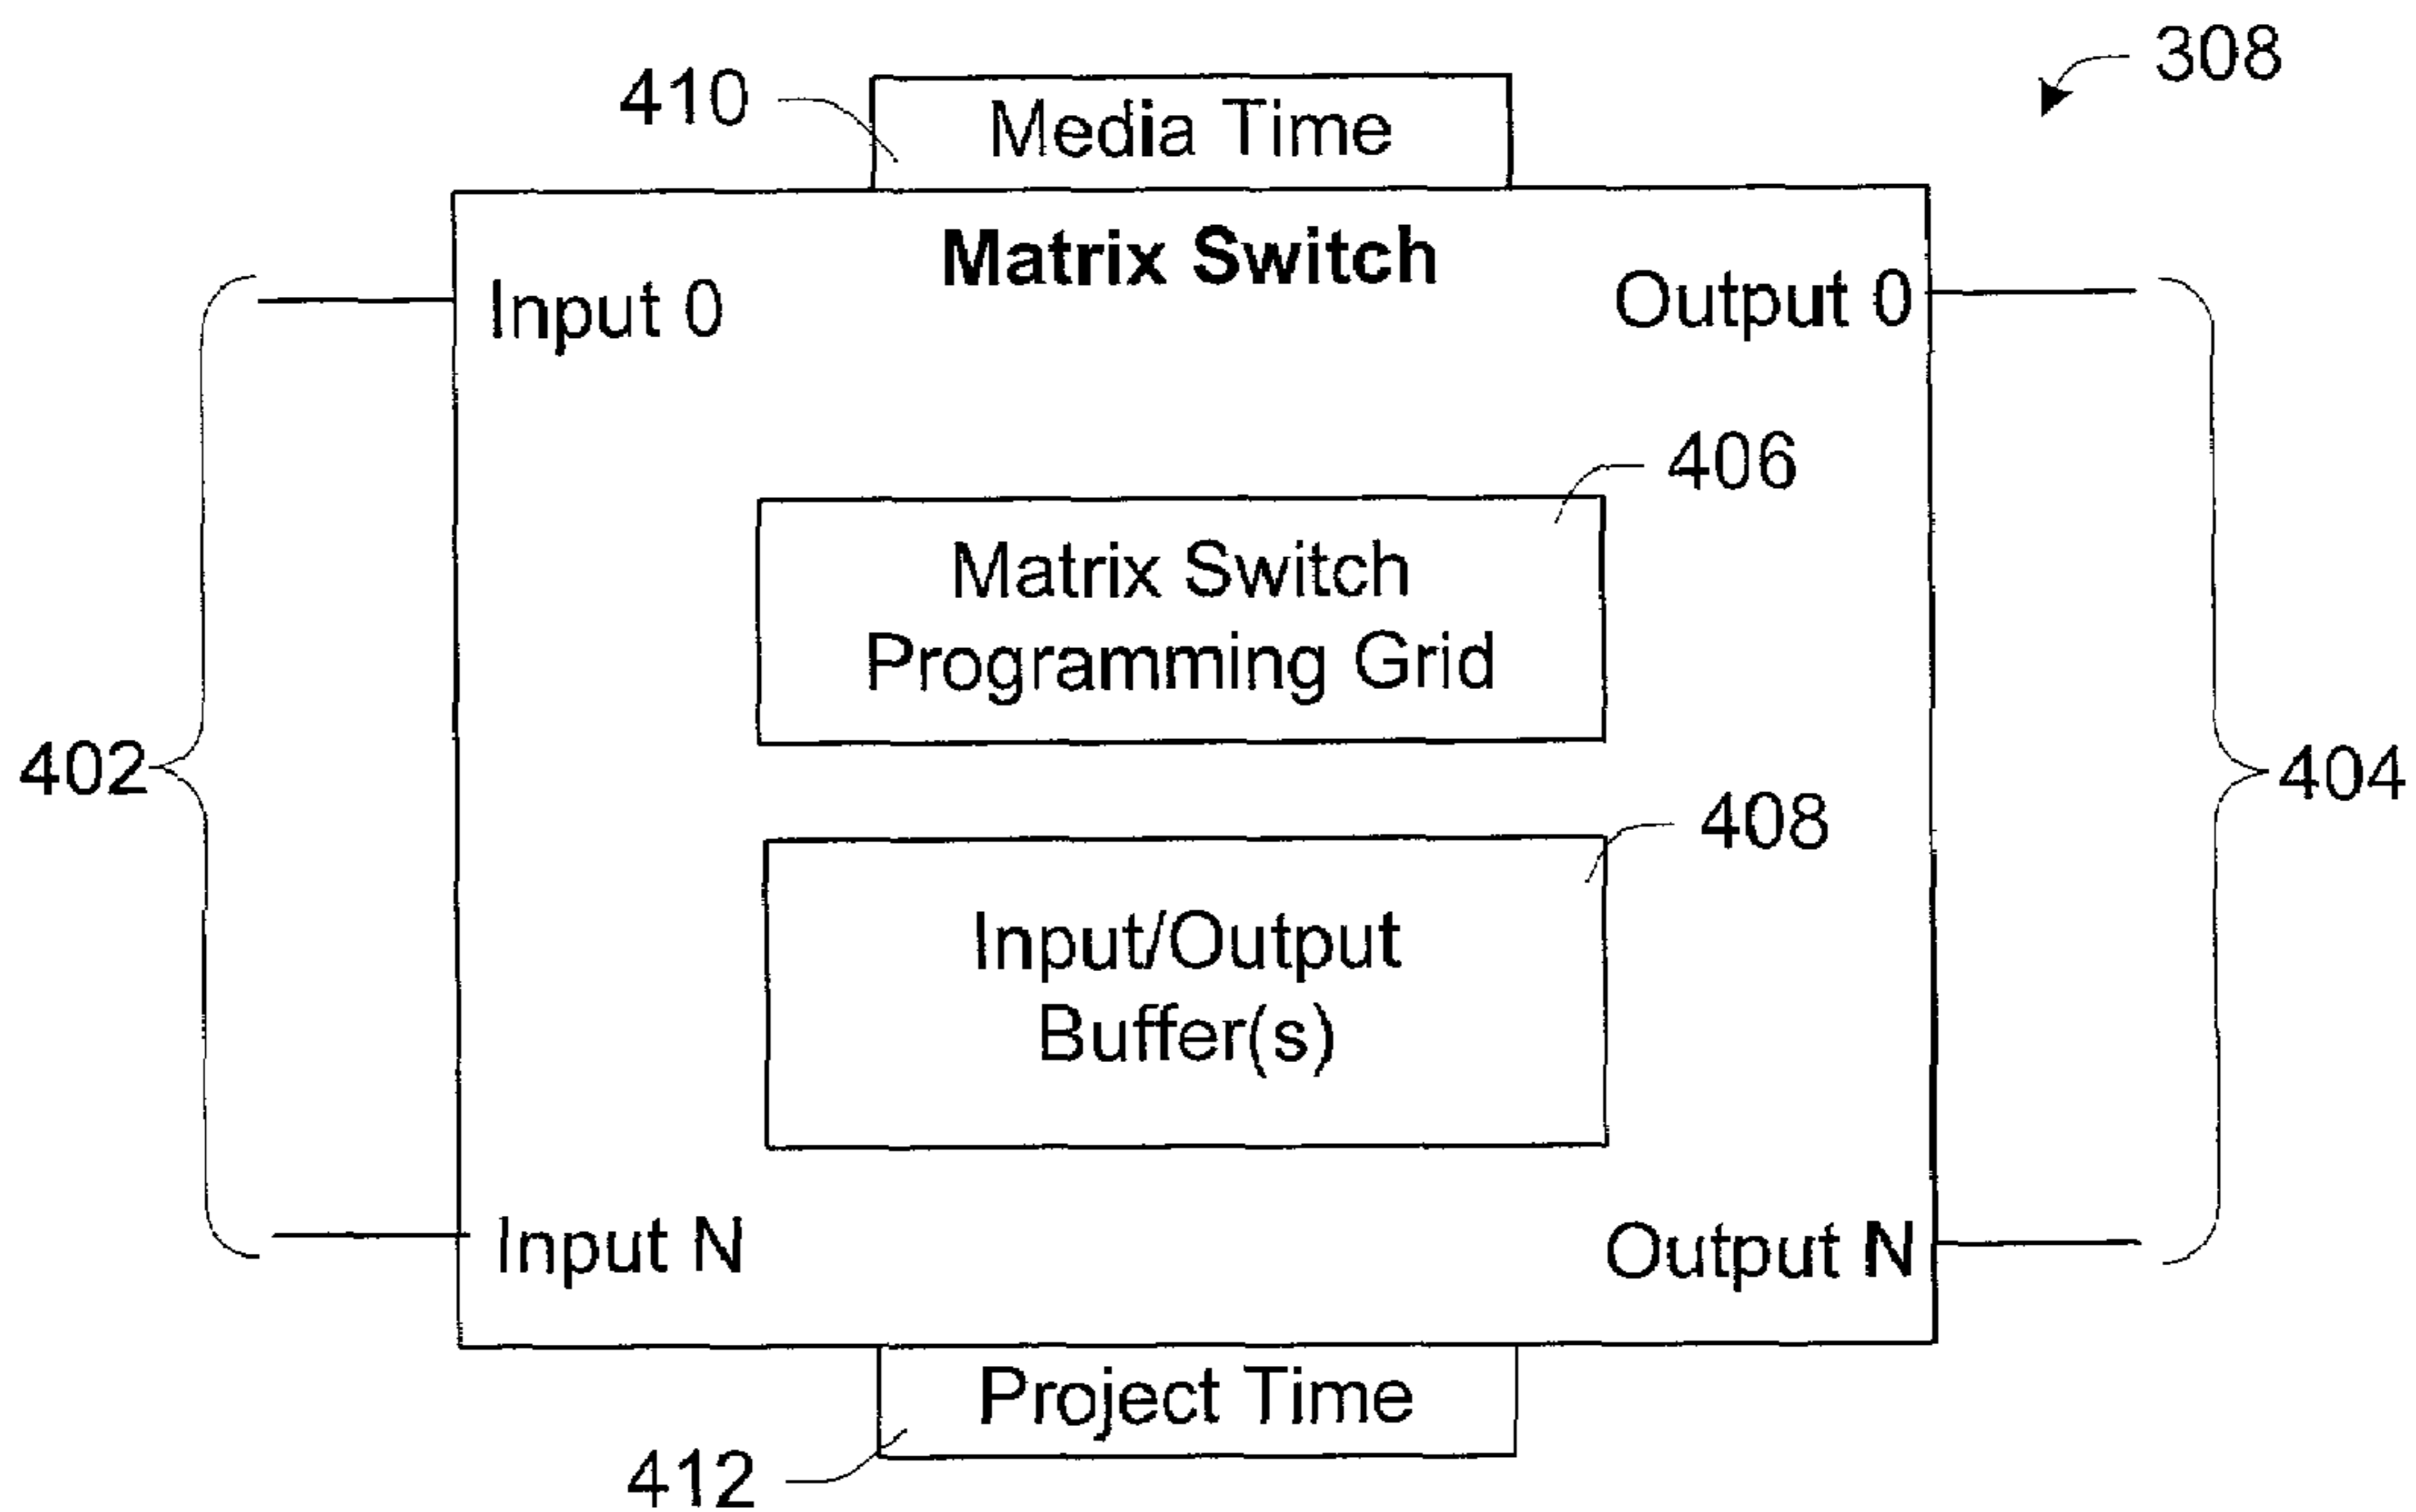 308
410
Media Time
Matrix Switch
Input 0
Output 0
406
Matrix Switch
Programming Grid
402
404
408
Input/Output
Buffer(s)
Input N
Output N
Project Time
412